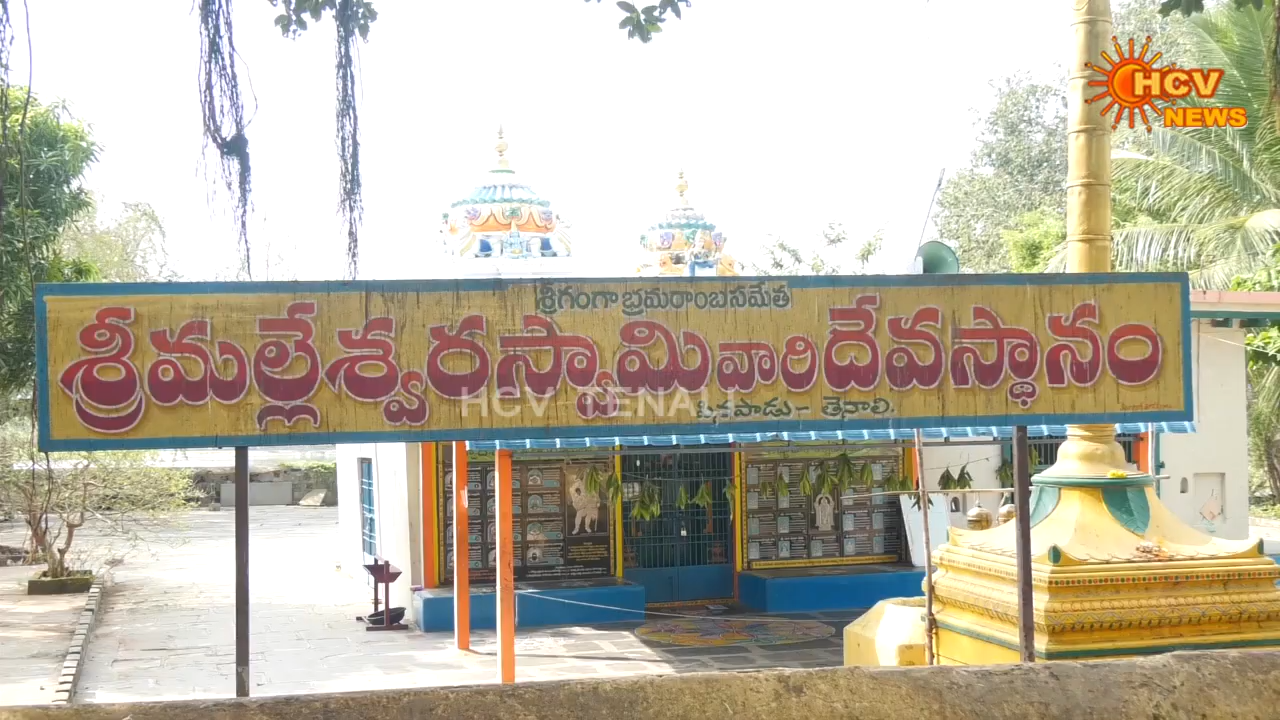 HCV
NEWS
శ్రీగంగా భ్రమరాంబసమేత
శ్రీమల్లేశ్వరస్వామివారిదేవస్థానం
HCV TENALI
తెనాలి.